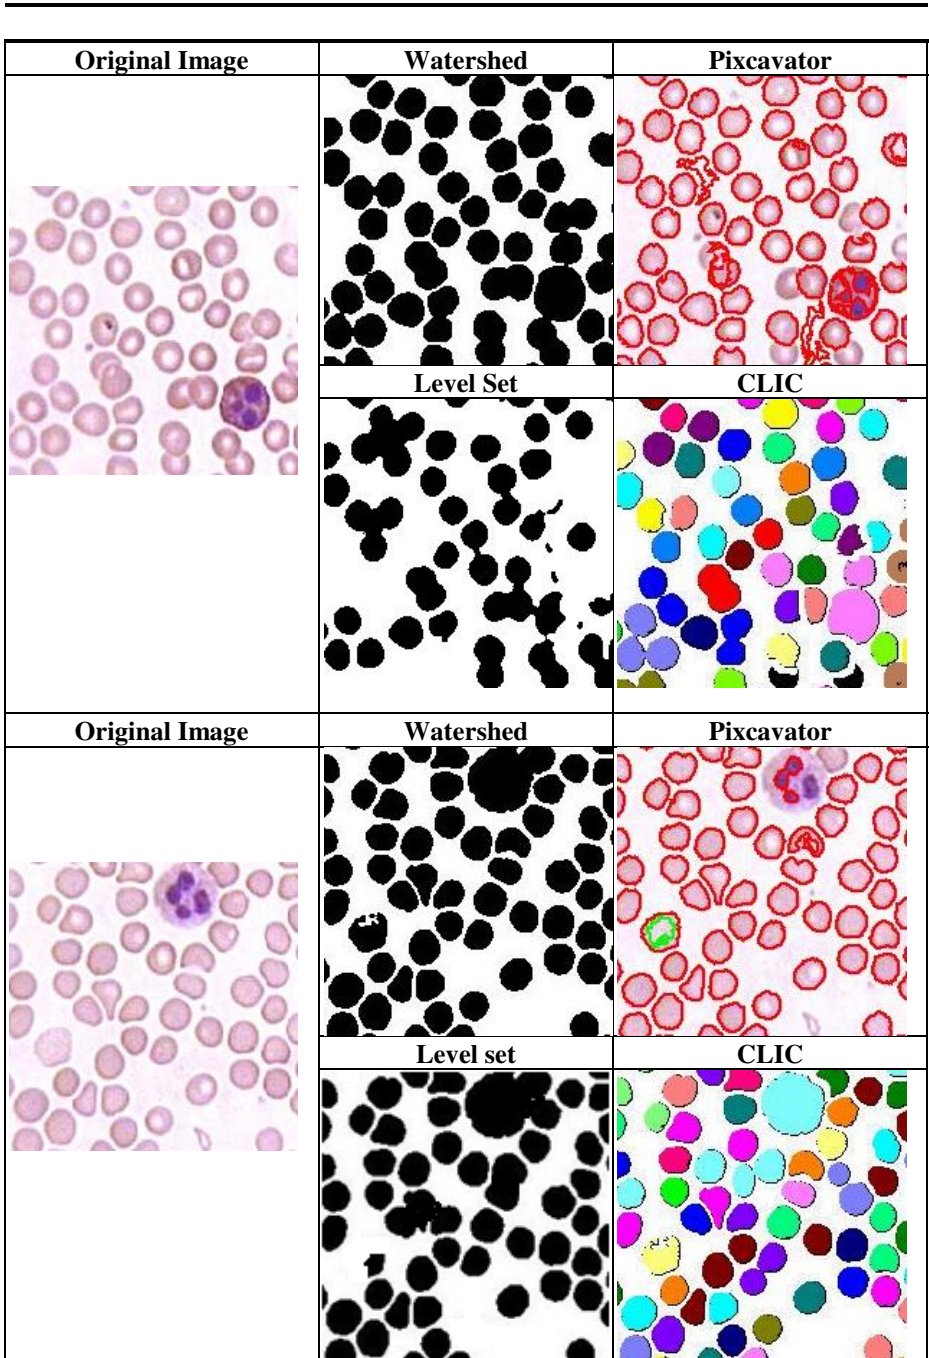 Original Image Watershed Pixcavator
Level Set CLIC
Original Image Watershed Pixcavator
Level set CLIC